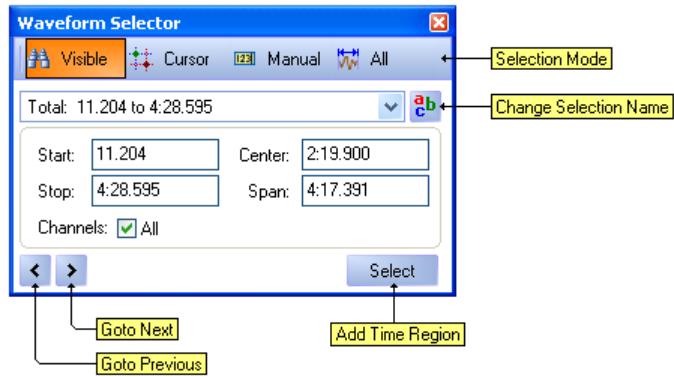 Waveform Selector
Visible Cursor 123 Manual All
Selection Mode
Total: 11.204 to 4:28.595
abc
Change Selection Name
Start: 11.204 Center: 2:19.900
Stop: 4:28.595 Span: 4:17.391
Channels: All
< > Select
Goto Next
Add Time Region
Goto Previous